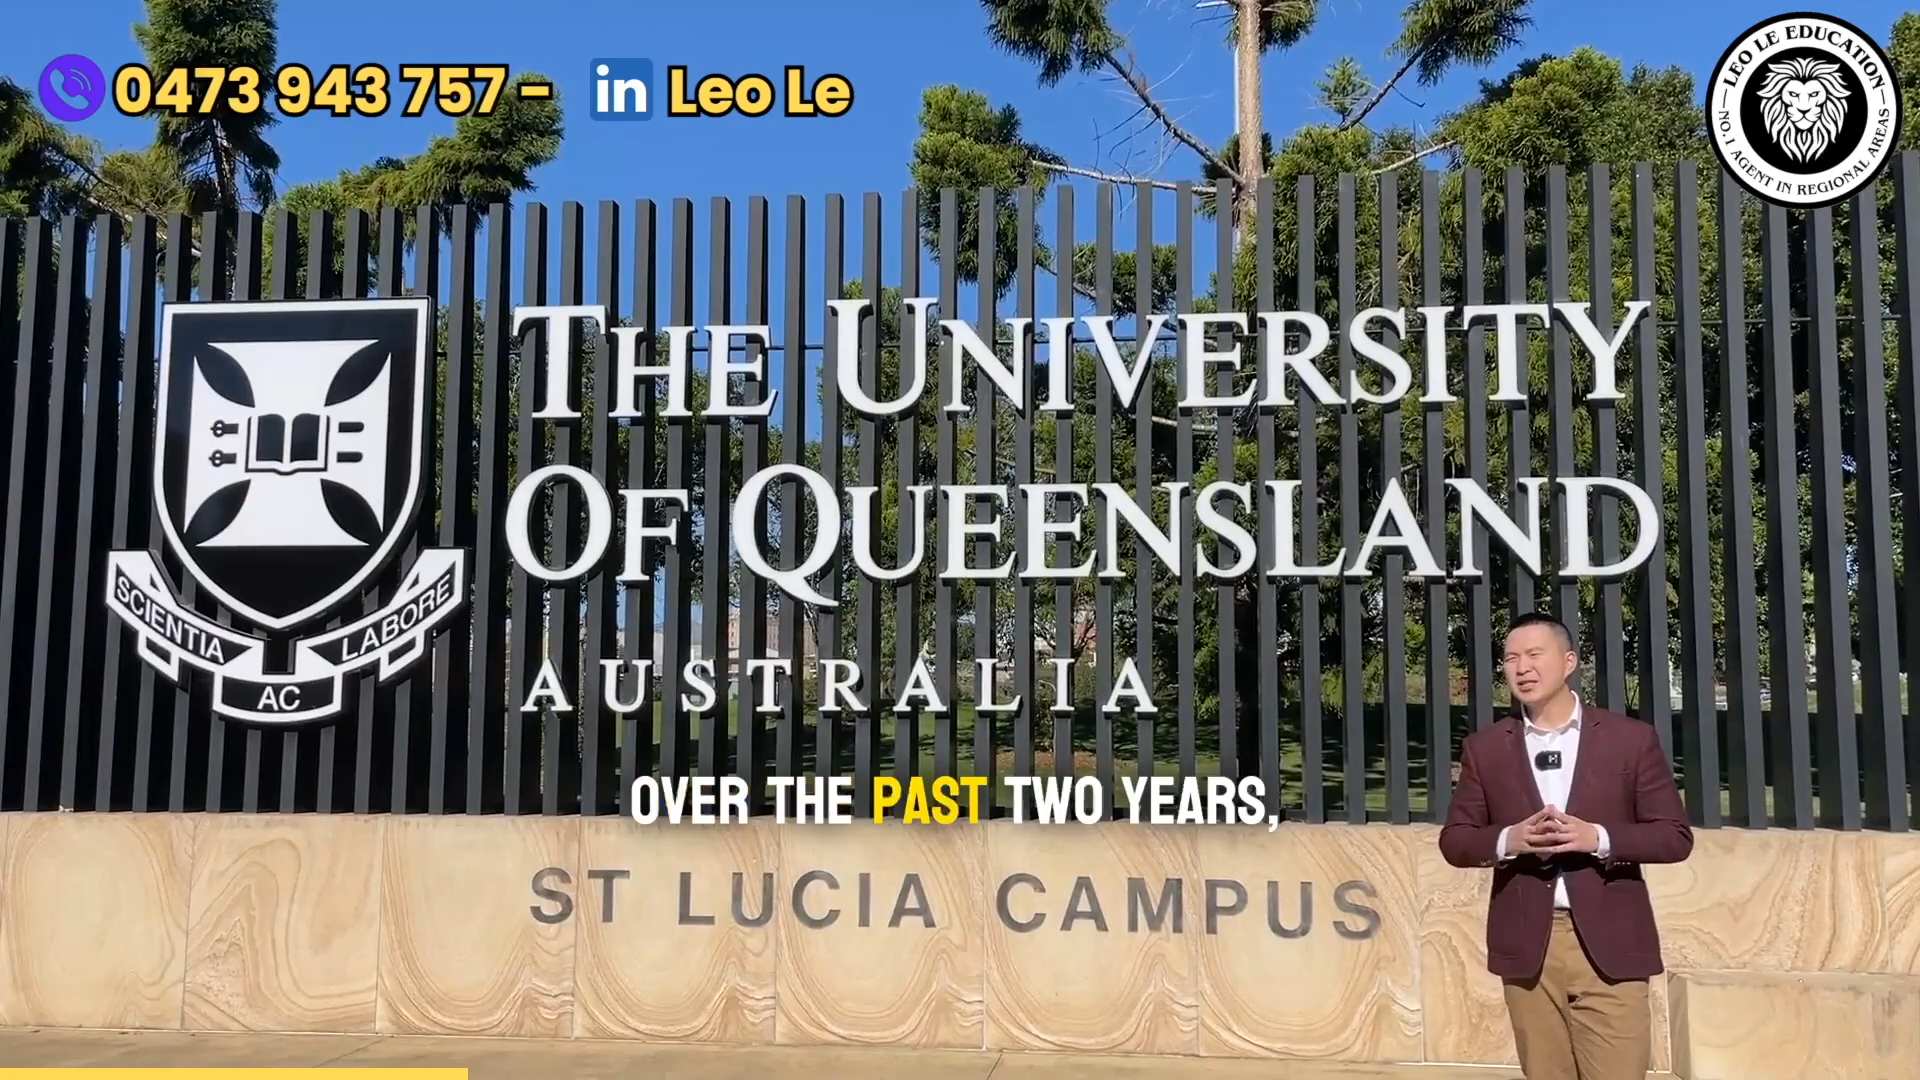 0473 943 757 - in Leo Le
LEO LE EDUCATION
NO.1 AGENT IN REGIONAL AREAS
THE UNIVERSITY
OF QUEENSLAND
AUSTRALIA
SCIENTIA AC LABORE
OVER THE PAST TWO YEARS,
ST LUCIA CAMPUS